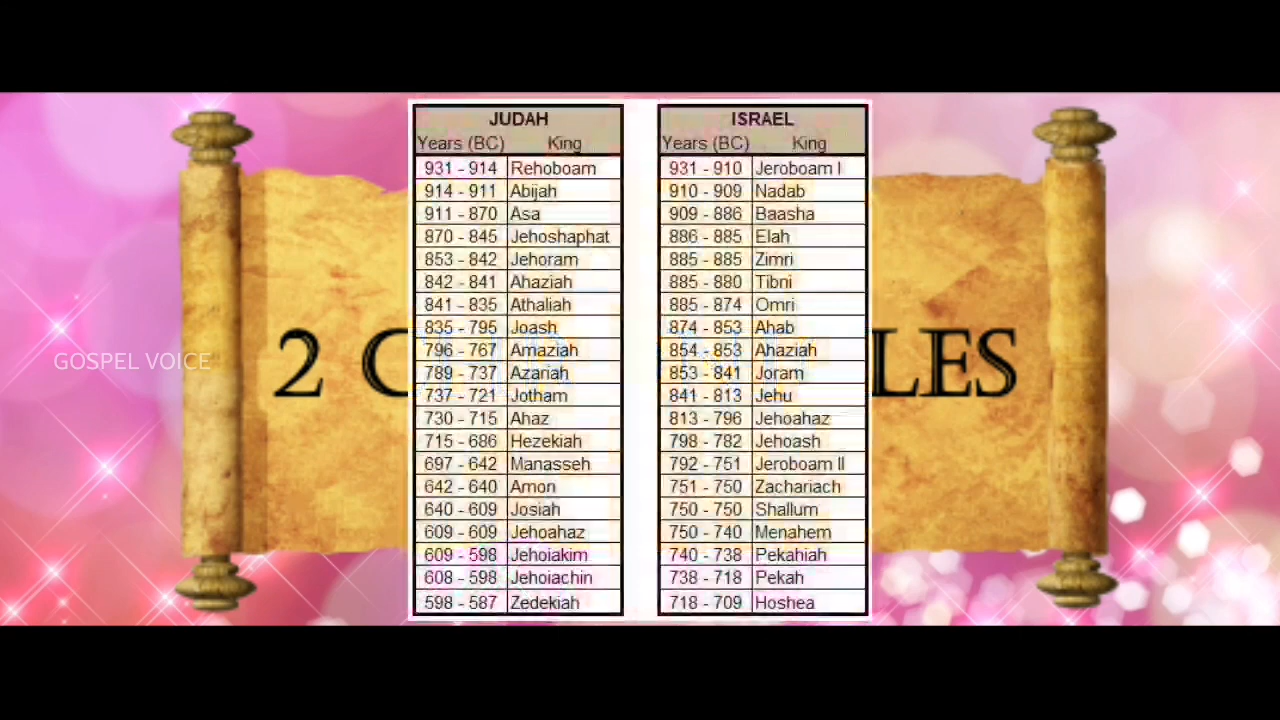 JUDAH
Years (BC) King
931 - 914 Rehoboam
914 - 911 Abijah
911 - 870 Asa
870 - 845 Jehoshaphat
853 - 842 Jehoram
842 - 841 Ahaziah
841 - 835 Athaliah
835 - 795 Joash
796 - 767 Amaziah
789 - 737 Azariah
737 - 721 Jotham
730 - 715 Ahaz
715 - 686 Hezekiah
697 - 642 Manasseh
642 - 640 Amon
640 - 609 Josiah
609 - 609 Jehoahaz
609 - 598 Jehoiakim
608 - 598 Jehoiachin
598 - 587 Zedekiah
ISRAEL
Years (BC) King
931 - 910 Jeroboam I
910 - 909 Nadab
909 - 886 Baasha
886 - 885 Elah
885 - 885 Zimri
885 - 880 Tibni
885 - 874 Omri
874 - 853 Ahab
854 - 853 Ahaziah
853 - 841 Joram
841 - 813 Jehu
813 - 796 Jehoahaz
798 - 782 Jehoash
792 - 751 Jeroboam II
751 - 750 Zachariach
750 - 750 Shallum
750 - 740 Menahem
740 - 738 Pekahiah
738 - 718 Pekah
718 - 709 Hoshea
GOSPEL VOICE
2 C LES